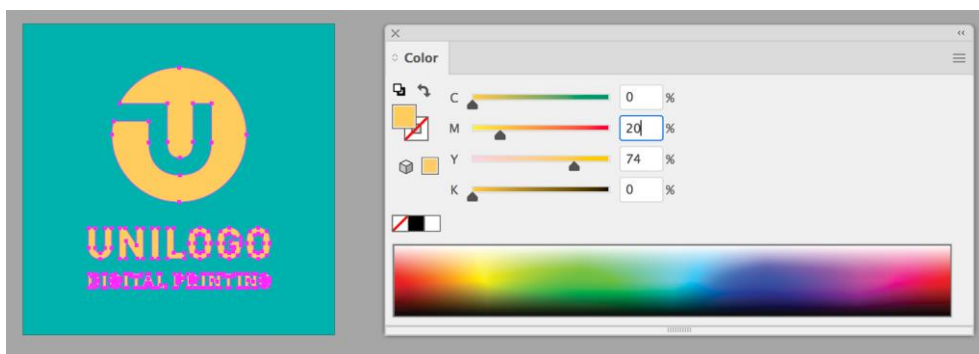 UNILOGO
DIGITAL PRINTING
Color
C 0 %
M 20 %
Y 74 %
K 0 %